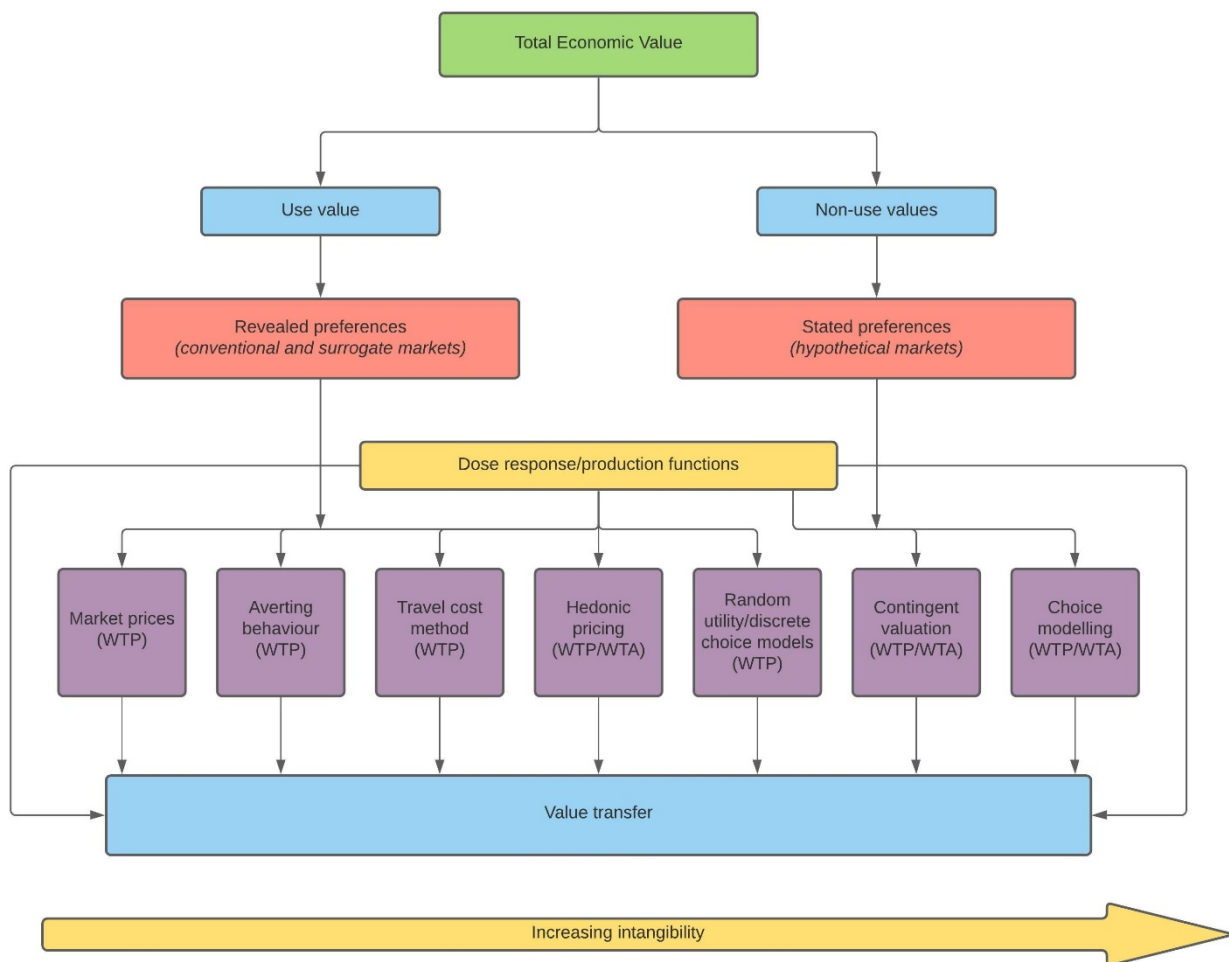 Total Economic Value
Use value
Non-use values
Revealed preferences
(conventional and surrogate markets)
Stated preferences
(hypothetical markets)
Dose response/production functions
Market prices
(WTP)
Averting
behaviour
(WTP)
Travel cost
method
(WTP)
Hedonic
pricing
(WTP/WTA)
Random
utility/discrete
choice models
(WTP)
Contingent
valuation
(WTP/WTA)
Choice
modelling
(WTP/WTA)
Value transfer
Increasing intangibility